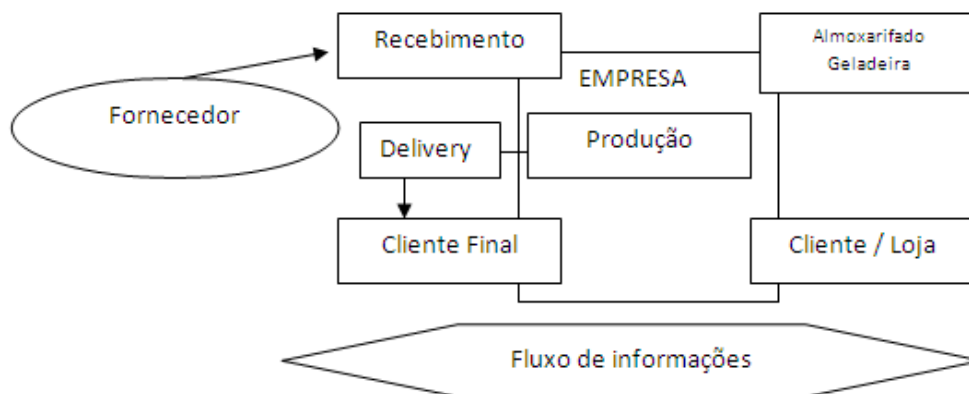 Recebimento
Almoxarifado
Geladeira
EMPRESA
Fornecedor
Delivery
Produção
Cliente Final
Cliente / Loja
Fluxo de informações